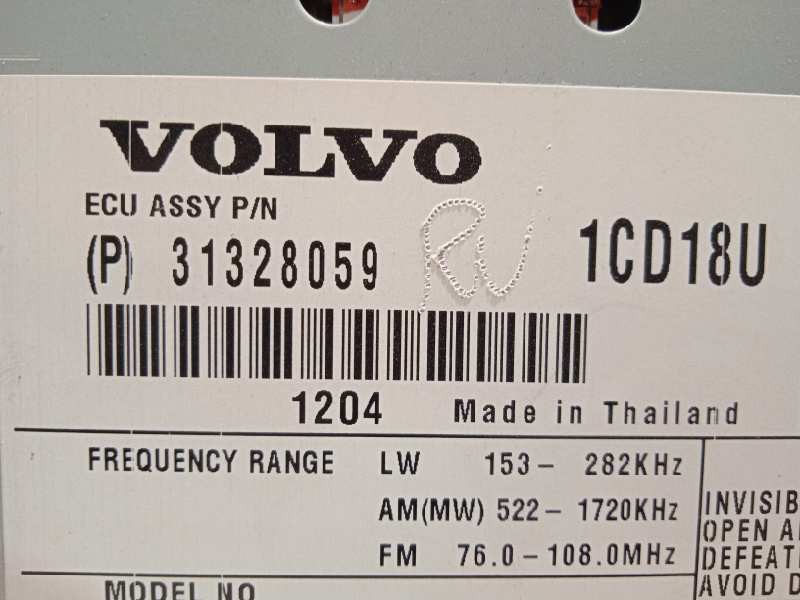 VOLVO
ECU ASSY P/N
(P) 31328059 RW 1CD18U
1204 Made in Thailand
FREQUENCY RANGE LW 153- 282KHz
AM(MW) 522- 1720KHz
FM 76.0-108.0MHz
INVISIB
OPEN A
DEFEAT
AVOID D
MODEL NO